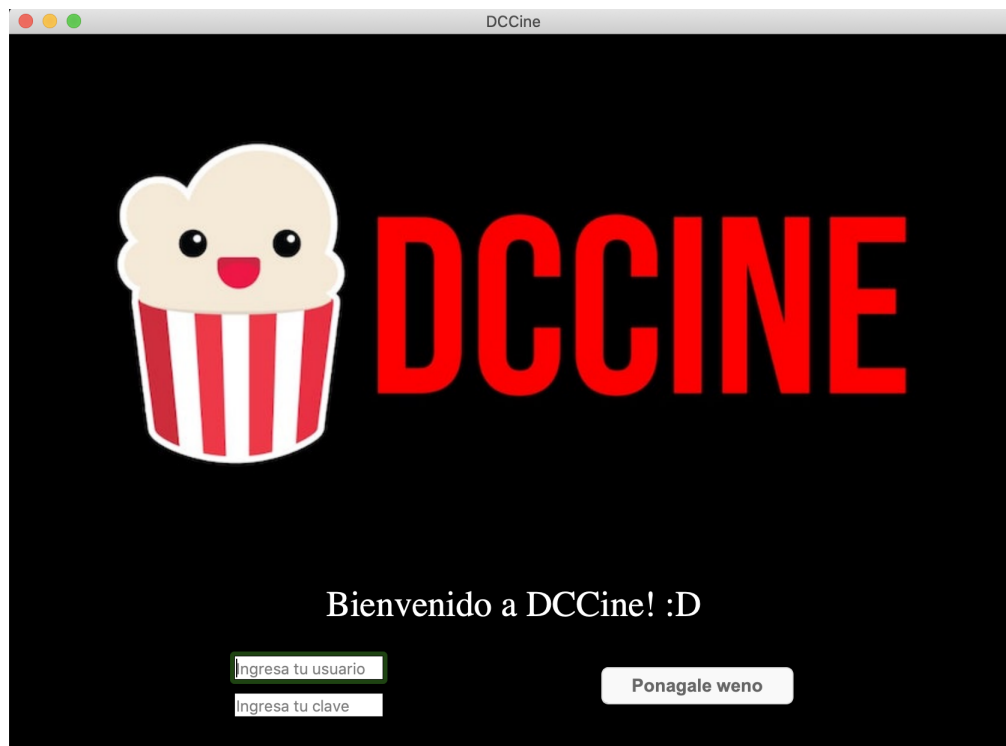 DCCine
DCCINE
Bienvenido a DCCine! :D
Ingresa tu usuario
Ingresa tu clave
Ponagale weno